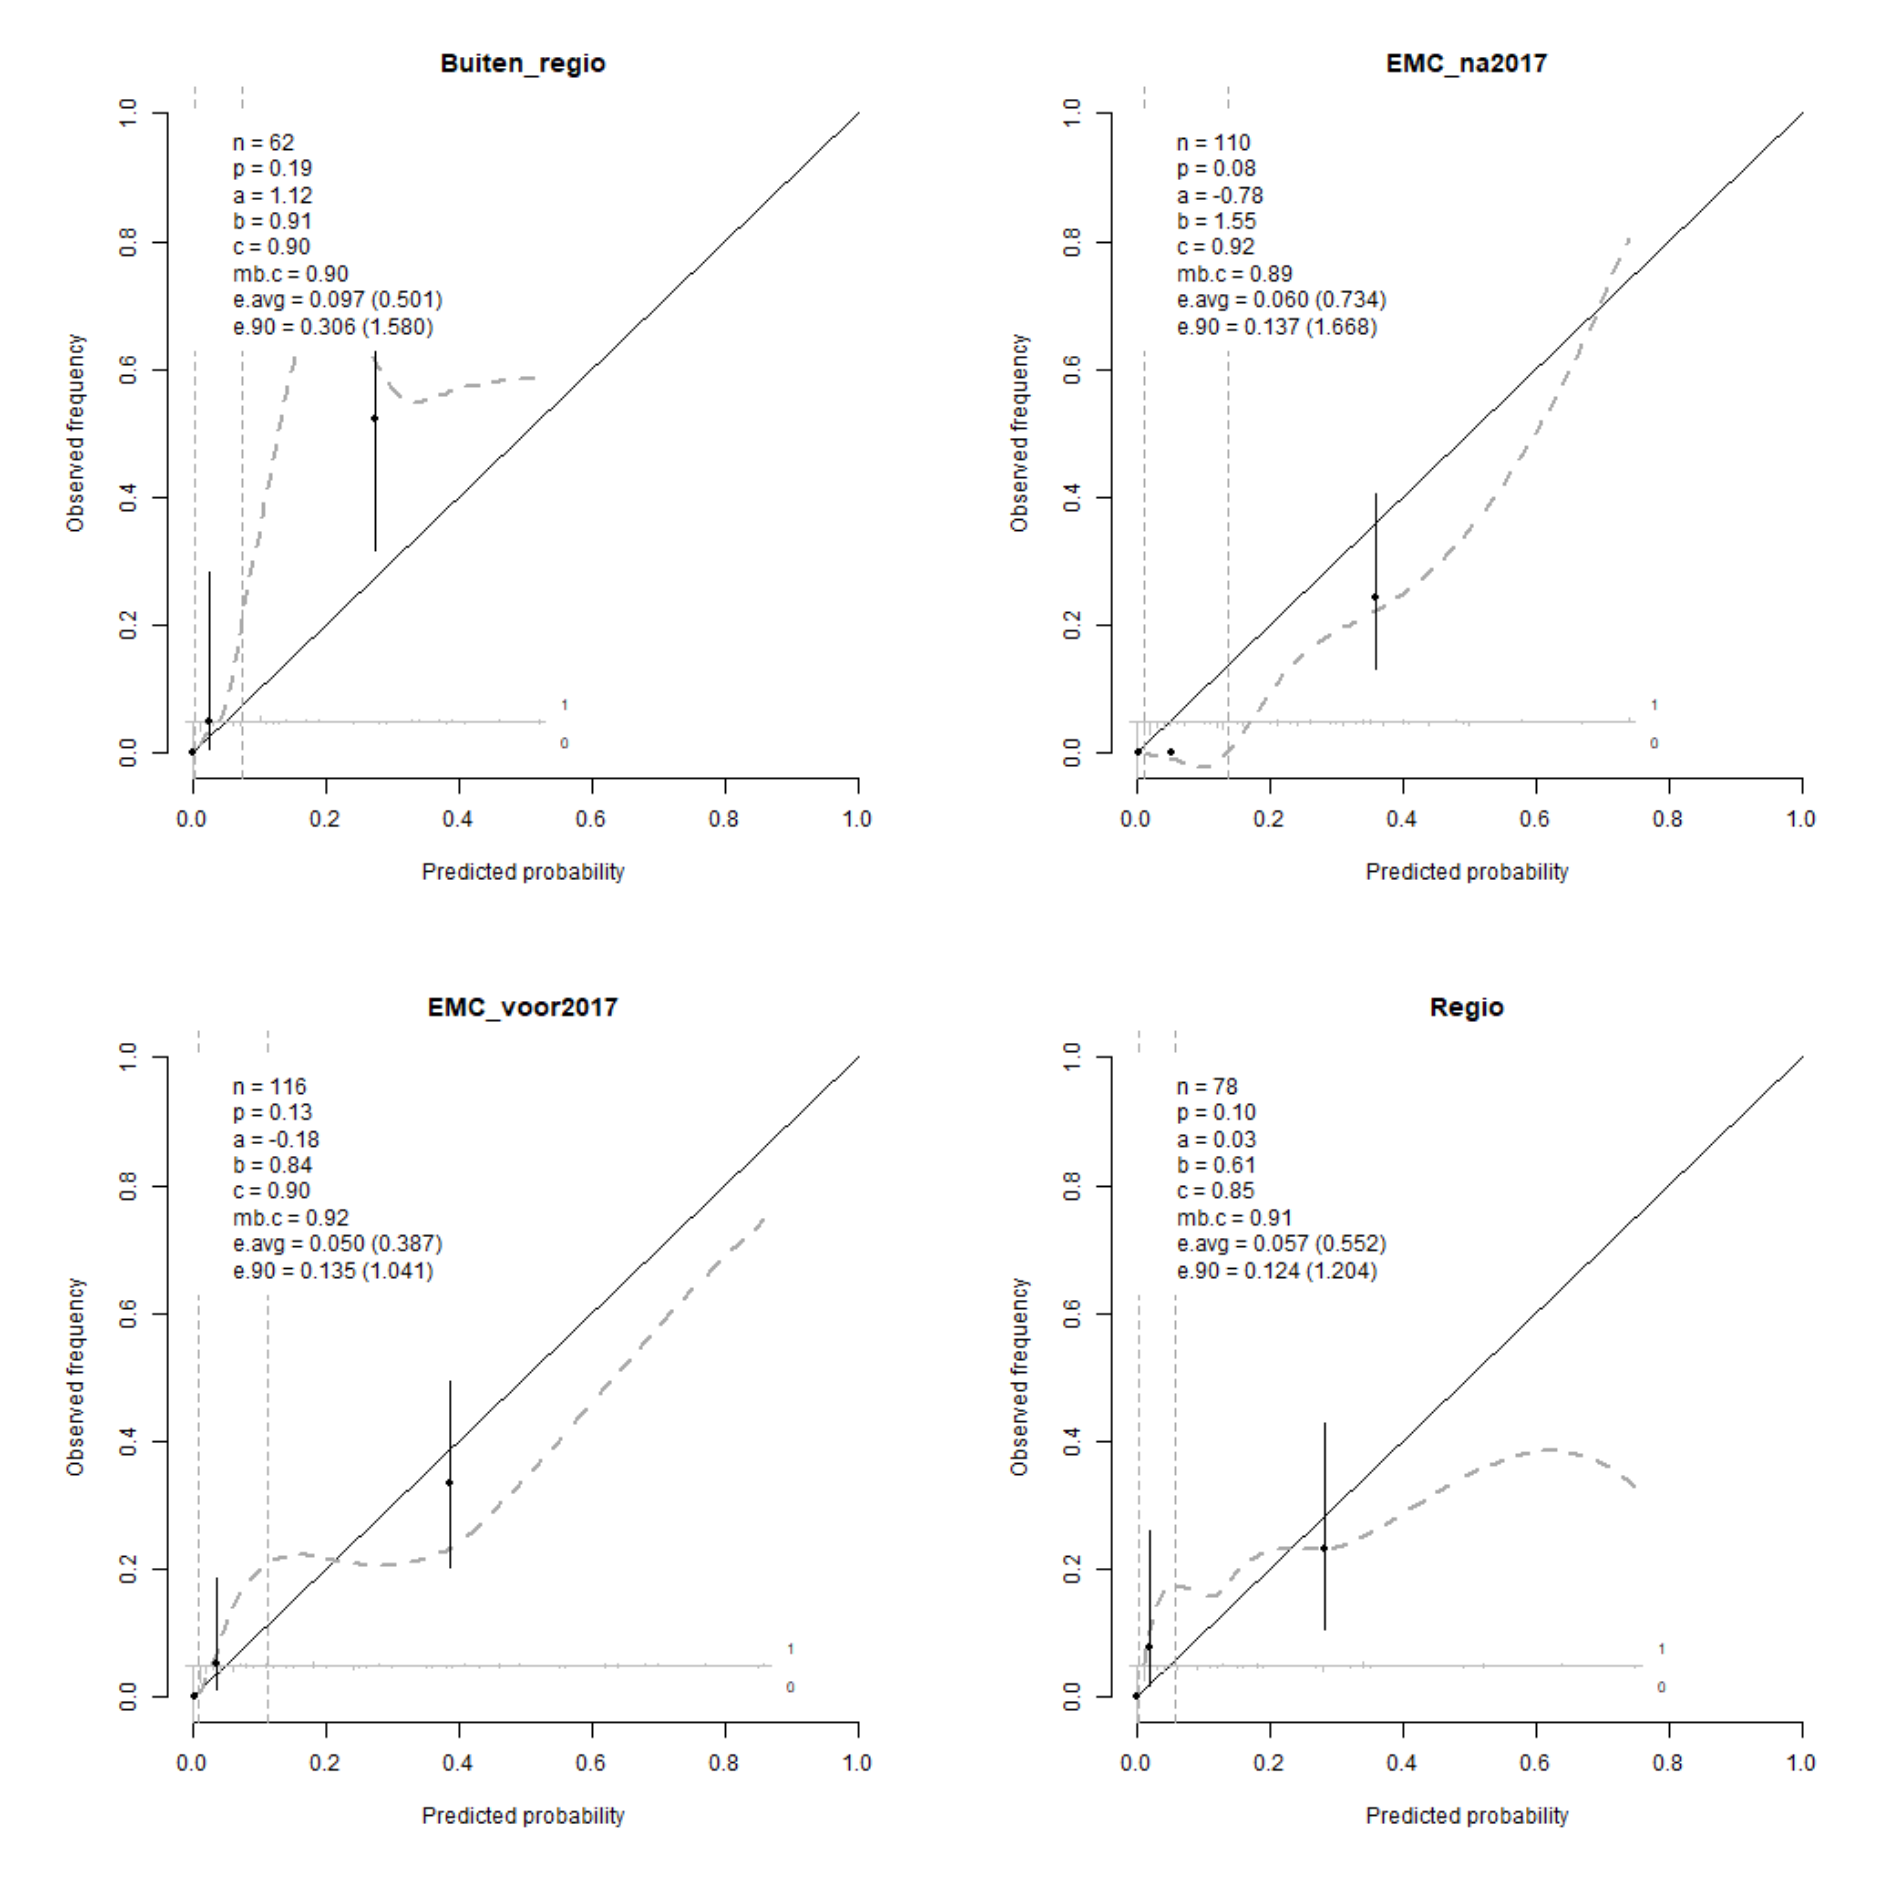 Buiten_regio
n = 62
p = 0.19
a = 1.12
b = 0.91
c = 0.90
mb.c = 0.90
e.avg = 0.097 (0.501)
e.90 = 0.306 (1.580)
Observed frequency
1.0
0.8
0.6
0.4
0.2
0.0
1
0
0.0 0.2 0.4 0.6 0.8 1.0
Predicted probability
EMC_na2017
n = 110
p = 0.08
a = -0.78
b = 1.55
c = 0.92
mb.c = 0.89
e.avg = 0.060 (0.734)
e.90 = 0.137 (1.668)
Observed frequency
1.0
0.8
0.6
0.4
0.2
0.0
1
0
0.0 0.2 0.4 0.6 0.8 1.0
Predicted probability
EMC_voor2017
n = 116
p = 0.13
a = -0.18
b = 0.84
c = 0.90
mb.c = 0.92
e.avg = 0.050 (0.387)
e.90 = 0.135 (1.041)
Observed frequency
1.0
0.8
0.6
0.4
0.2
0.0
1
0
0.0 0.2 0.4 0.6 0.8 1.0
Predicted probability
Regio
n = 78
p = 0.10
a = 0.03
b = 0.61
c = 0.85
mb.c = 0.91
e.avg = 0.057 (0.552)
e.90 = 0.124 (1.204)
Observed frequency
1.0
0.8
0.6
0.4
0.2
0.0
1
0
0.0 0.2 0.4 0.6 0.8 1.0
Predicted probability